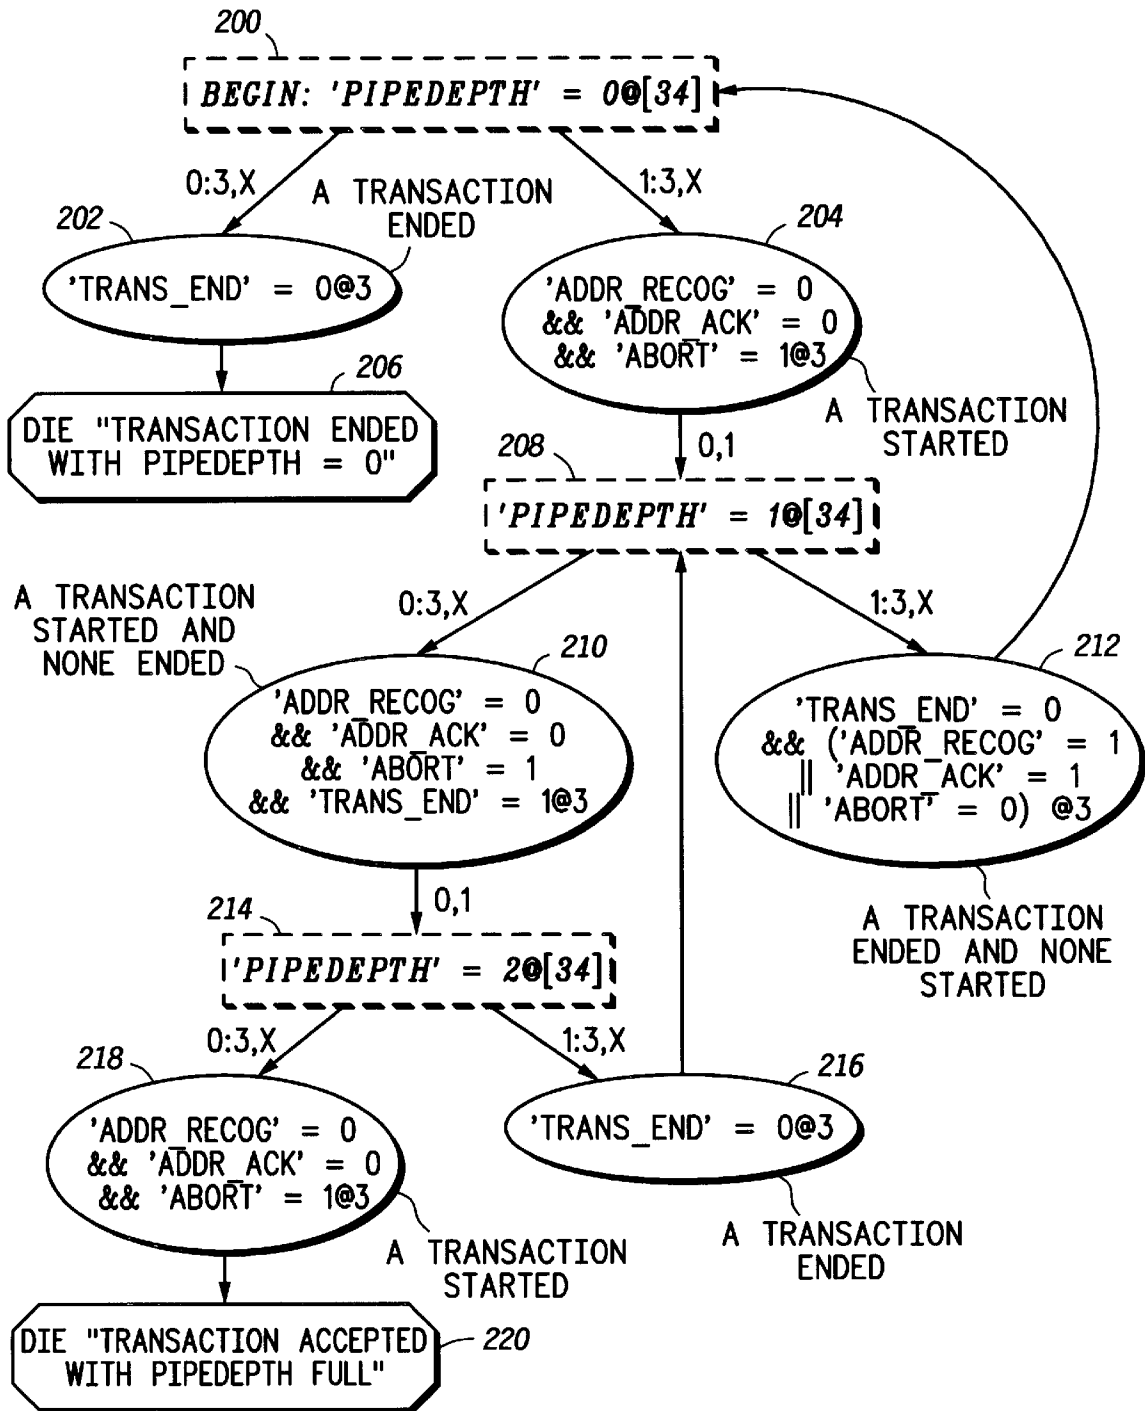 200
BEGIN: 'PIPEDEPTH' = 0@[34]
0:3,X
1:3,X
A TRANSACTION
ENDED
202
'TRANS_END' = 0@3
204
'ADDR_RECOG' = 0
&& 'ADDR_ACK' = 0
&& 'ABORT' = 1@3
A TRANSACTION
STARTED
206
DIE "TRANSACTION ENDED
WITH PIPEDEPTH = 0"
0,1
208
'PIPEDEPTH' = 1@[34]
0:3,X
1:3,X
A TRANSACTION
STARTED AND
NONE ENDED
210
'ADDR_RECOG' = 0
&& 'ADDR_ACK' = 0
&& 'ABORT' = 1
&& 'TRANS_END' = 1@3
212
'TRANS_END' = 0
&& ('ADDR_RECOG' = 1
|| 'ADDR_ACK' = 1
|| 'ABORT' = 0) @3
A TRANSACTION
ENDED AND NONE
STARTED
0,1
214
'PIPEDEPTH' = 2@[34]
0:3,X
1:3,X
218
'ADDR_RECOG' = 0
&& 'ADDR_ACK' = 0
&& 'ABORT' = 1@3
A TRANSACTION
STARTED
216
'TRANS_END' = 0@3
A TRANSACTION
ENDED
DIE "TRANSACTION ACCEPTED
WITH PIPEDEPTH FULL"
220